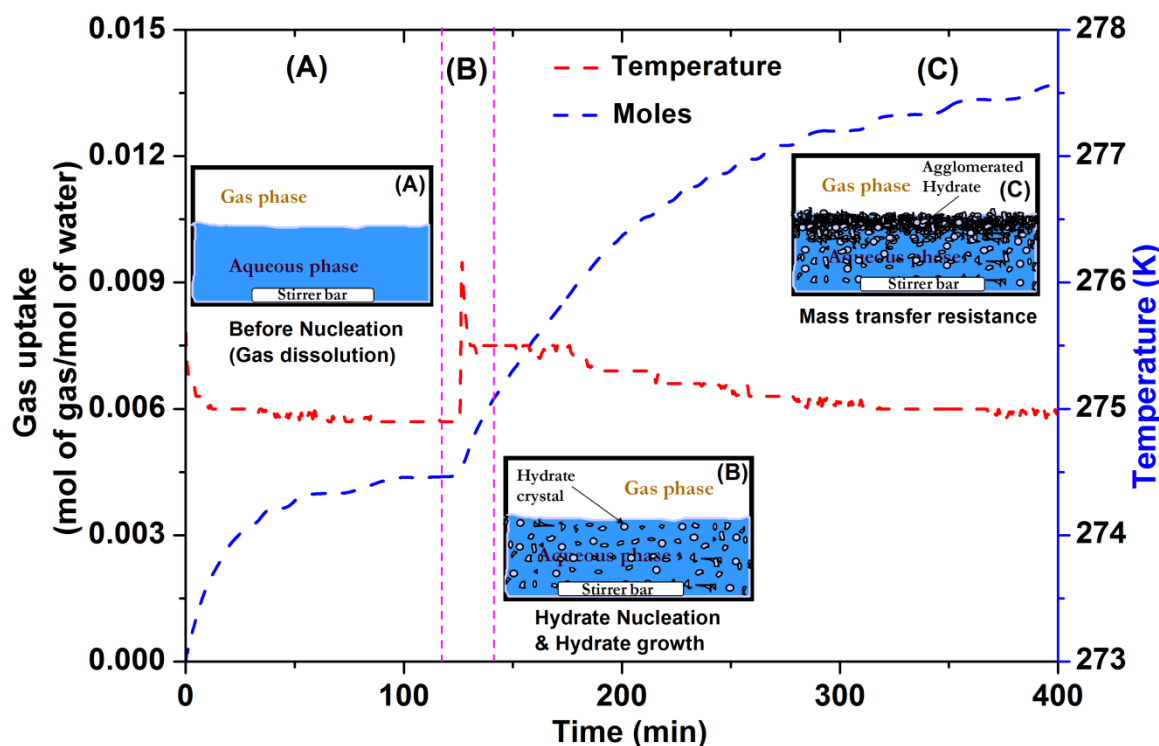 0.015
0.012
0.009
0.006
0.003
0.000
Gas uptake
(mol of gas/mol of water)
(A)
(B)
(C)
Temperature
Moles
(A)
Gas phase
Aqueous phase
Stirrer bar
Before Nucleation
(Gas dissolution)
(B)
Hydrate
crystal
Gas phase
Aqueous phase
Stirrer bar
Hydrate Nucleation
& Hydrate growth
Agglomerated
Hydrate
Gas phase
(C)
Aqueous phases
Stirrer bar
Mass transfer resistance
278
277
276
275
274
273
Temperature (K)
0
100
200
300
400
Time (min)